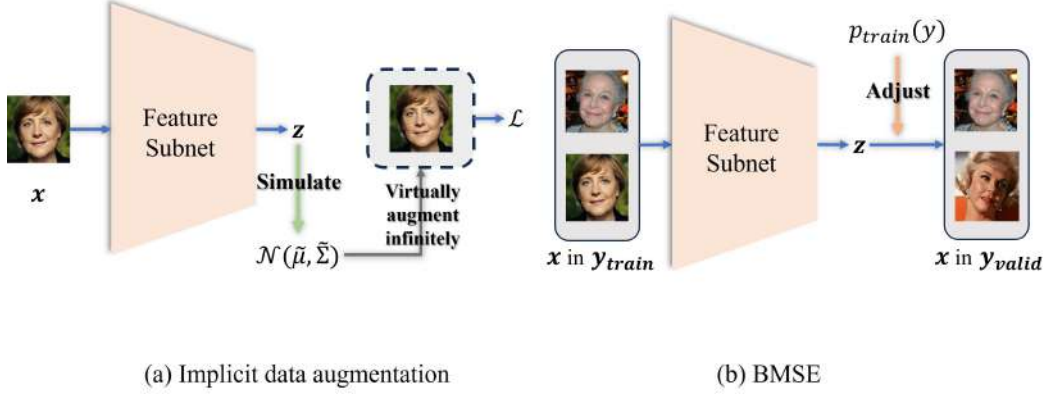 Feature
Subnet
z
ℒ
x
Simulate
Virtually
augment
infinitely
𝒩(μ̃, Σ̃)
(a) Implicit data augmentation
p_train(y)
Adjust
Feature
Subnet
z
x in y_train
x in y_valid
(b) BMSE